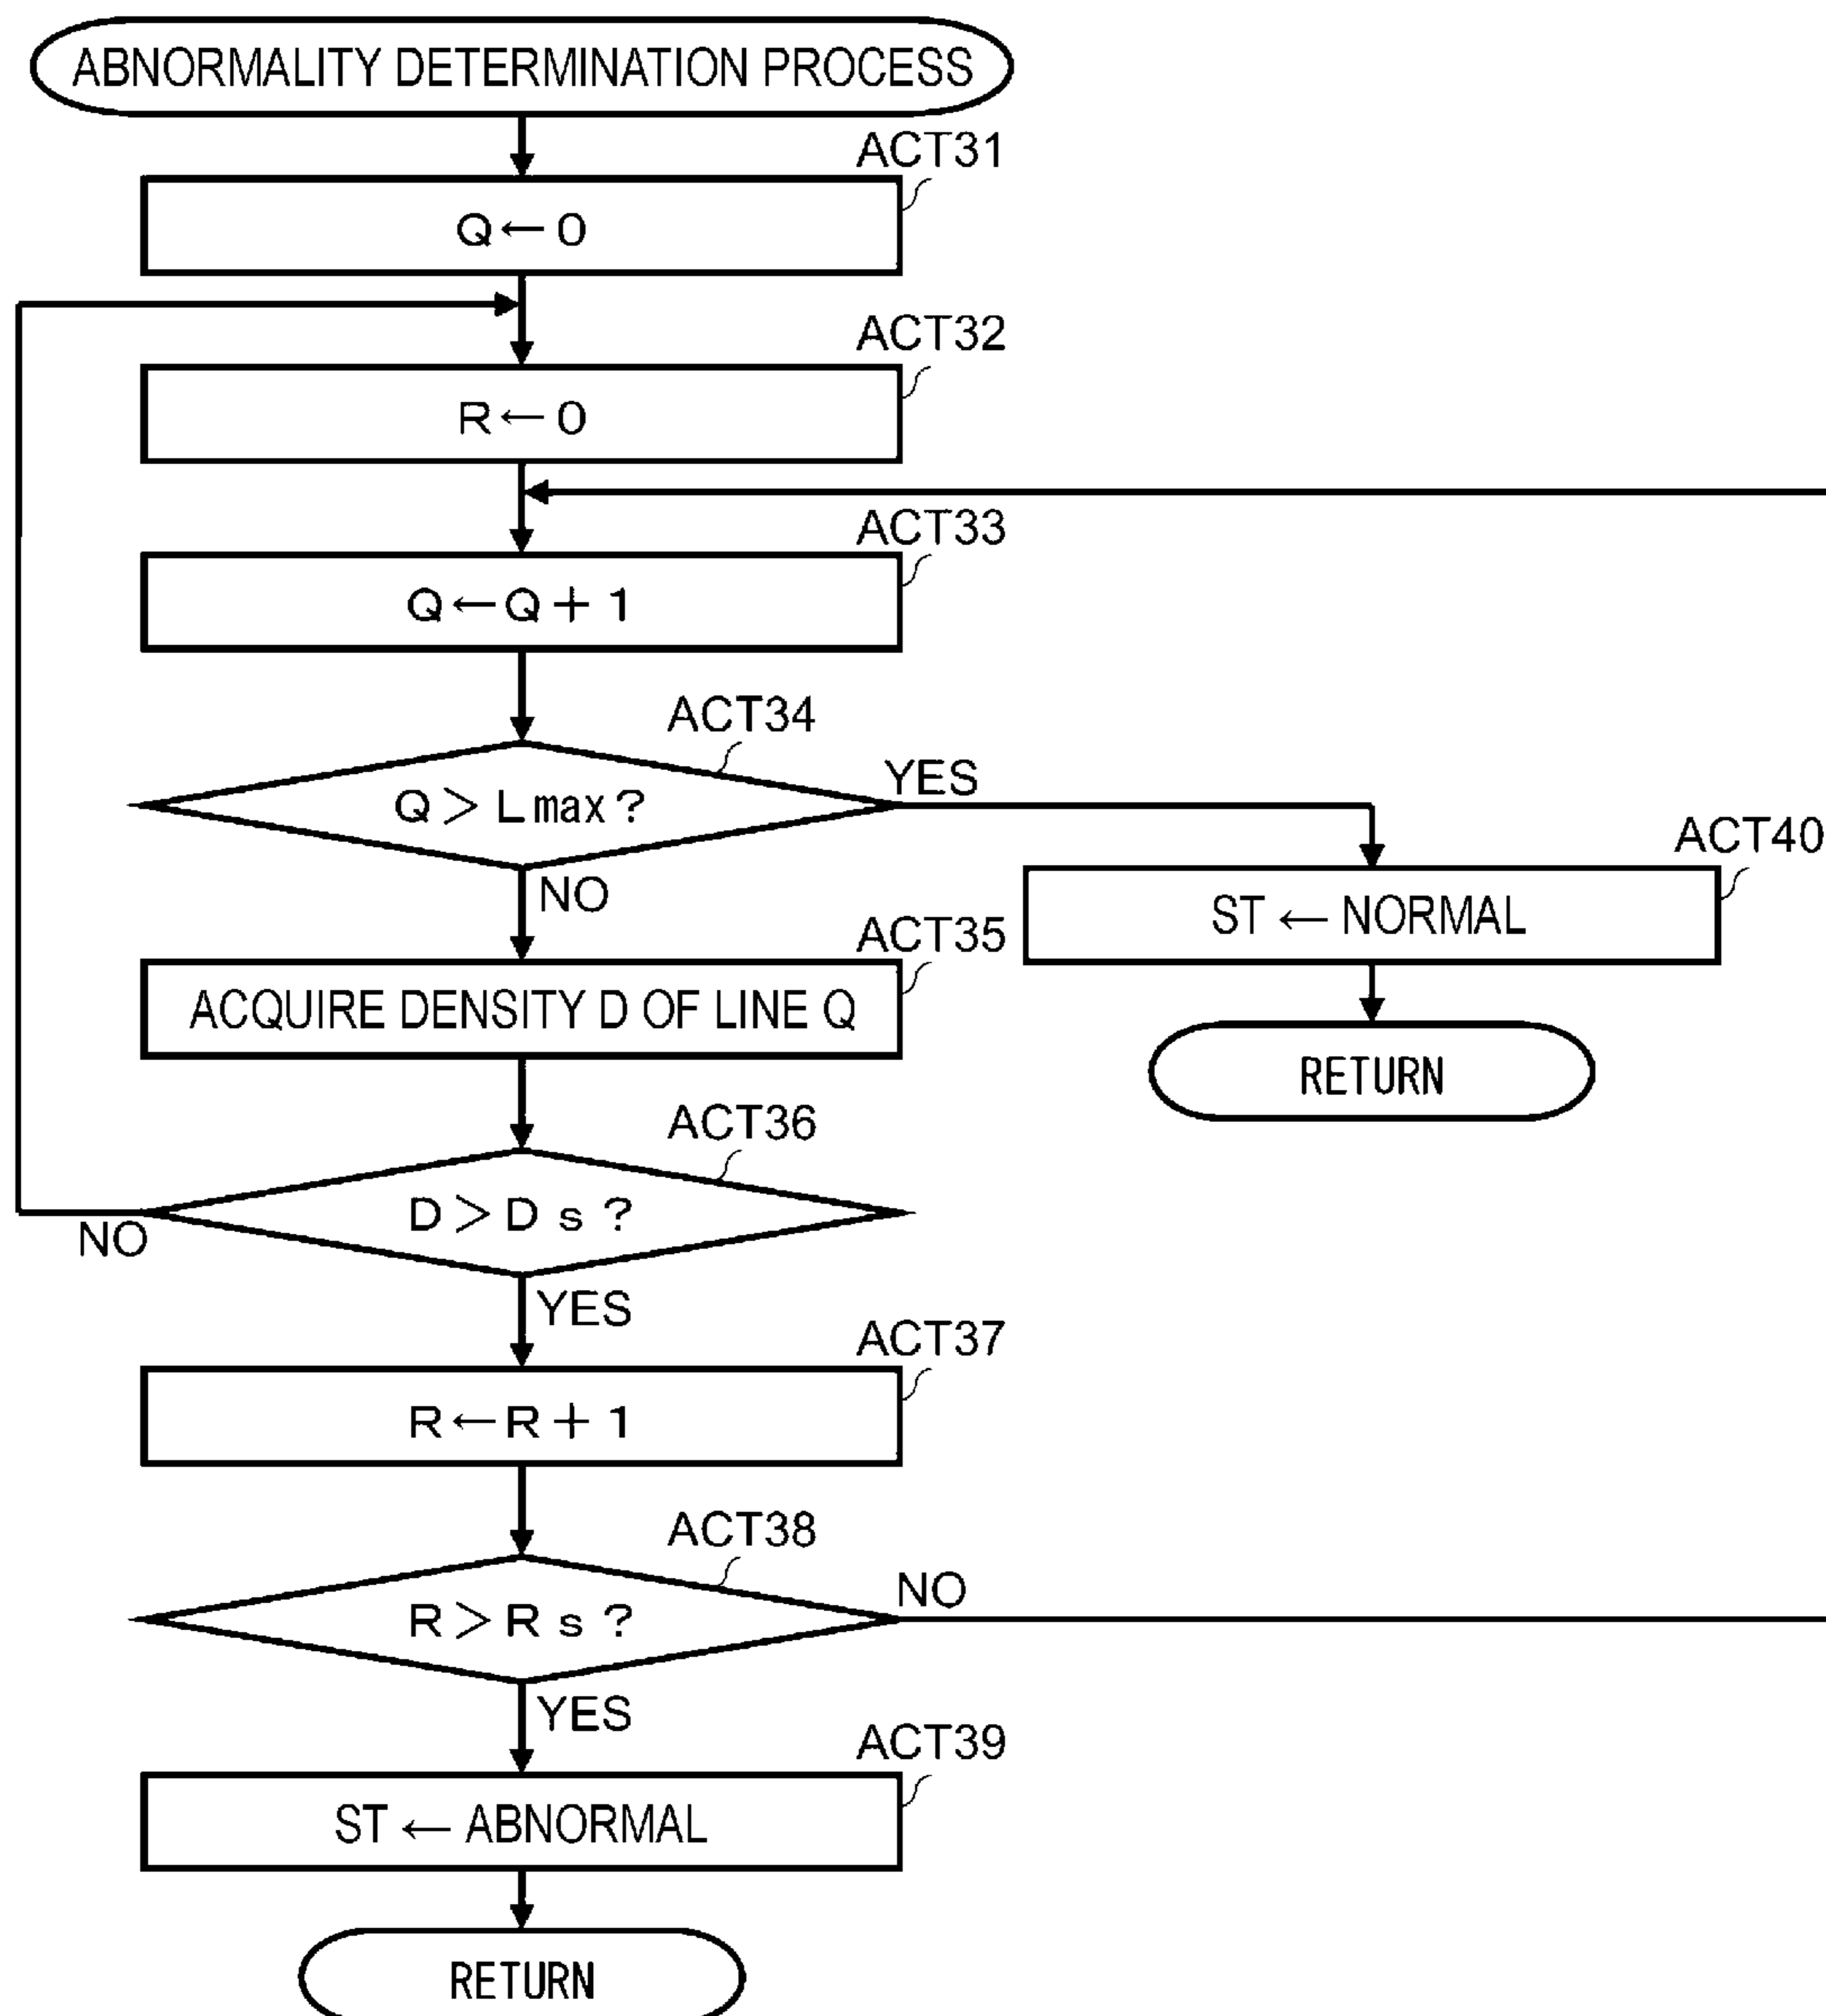 ABNORMALITY DETERMINATION PROCESS
ACT31
Q←0
ACT32
R←0
ACT33
Q←Q+1
ACT34
Q>Lmax?
YES
NO
ACT40
ST←NORMAL
RETURN
ACT35
ACQUIRE DENSITY D OF LINE Q
ACT36
D>Ds?
NO
YES
ACT37
R←R+1
ACT38
R>Rs?
NO
YES
ACT39
ST←ABNORMAL
RETURN